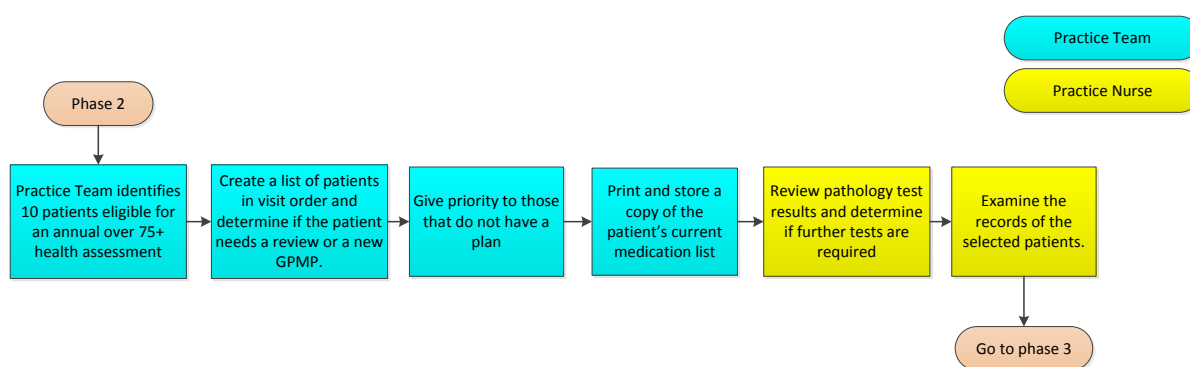 Practice Team
Practice Nurse
Phase 2
Practice Team identifies
10 patients eligible for
an annual over 75+
health assessment
Create a list of patients
in visit order and
determine if the patient
needs a review or a new
GPMP.
Give priority to those
that do not have a
plan
Print and store a
copy of the
patient's current
medication list
Review pathology test
results and determine
if further tests are
required
Examine the
records of the
selected patients.
Go to phase 3